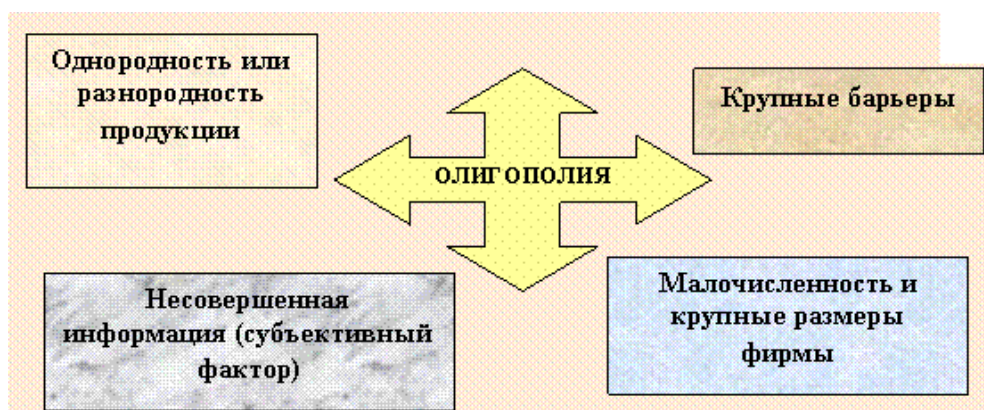 Однородность или
разнородность
продукции
Крупные барьеры
ОЛИГОПОЛИЯ
Несовершенная
информация (субъективный
фактор)
Малочисленность и
крупные размеры
фирмы